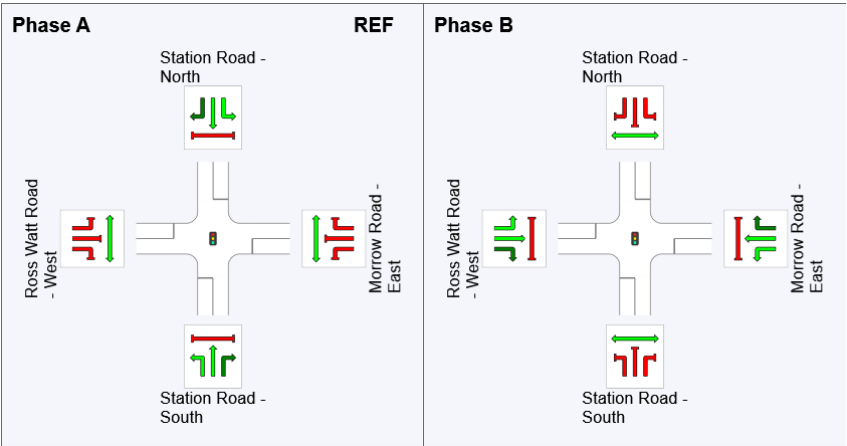 Phase A
REF
Station Road -
North
Ross Watt Road
- West
Morrow Road -
East
Station Road -
South
Phase B
Station Road -
North
Ross Watt Road
- West
Morrow Road -
East
Station Road -
South